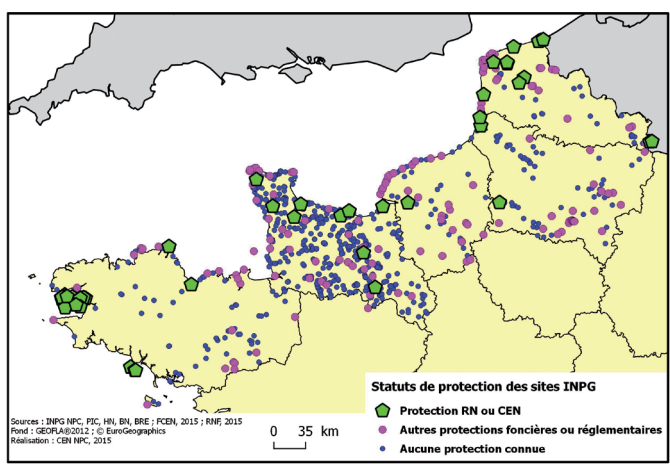 Statuts de protection des sites INPG
Protection RN ou CEN
Autres protections foncières ou réglementaires
Aucune protection connue
Sources : INPG NPC, PIC, HN, BN, BRE ; FCEN, 2015 ; RNF, 2015
Fond : GEOFLA®2012 ; © EuroGeographics
Réalisation : CEN NPC, 2015
0 35 km